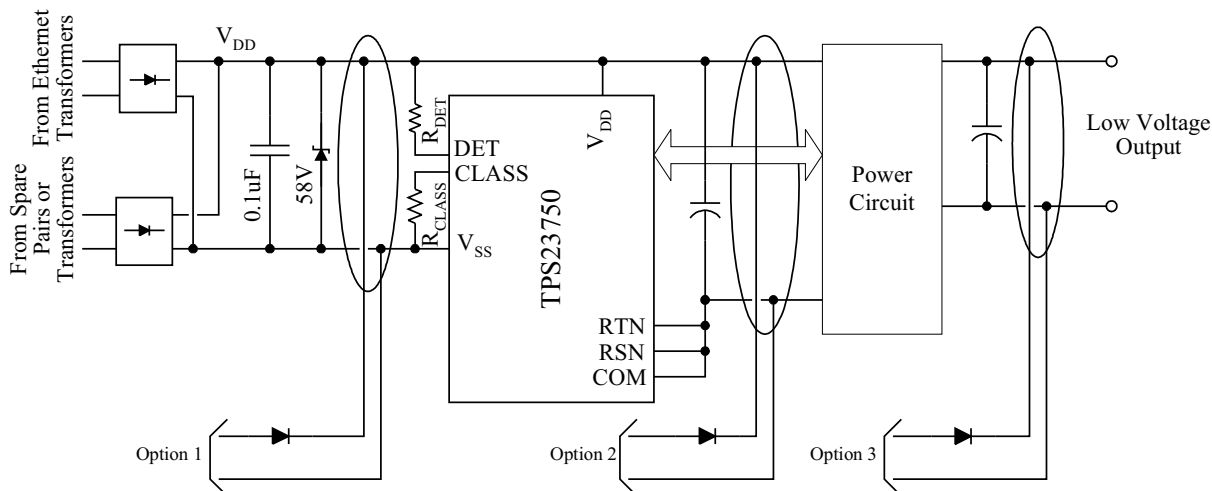 From Ethernet
Transformers
From Spare
Pairs or
Transformers
V_DD
0.1uF
58V
R_DET
R_CLASS
DET
CLASS
V_SS
V_DD
TPS23750
RTN
RSN
COM
Power
Circuit
Low Voltage
Output
Option 1
Option 2
Option 3